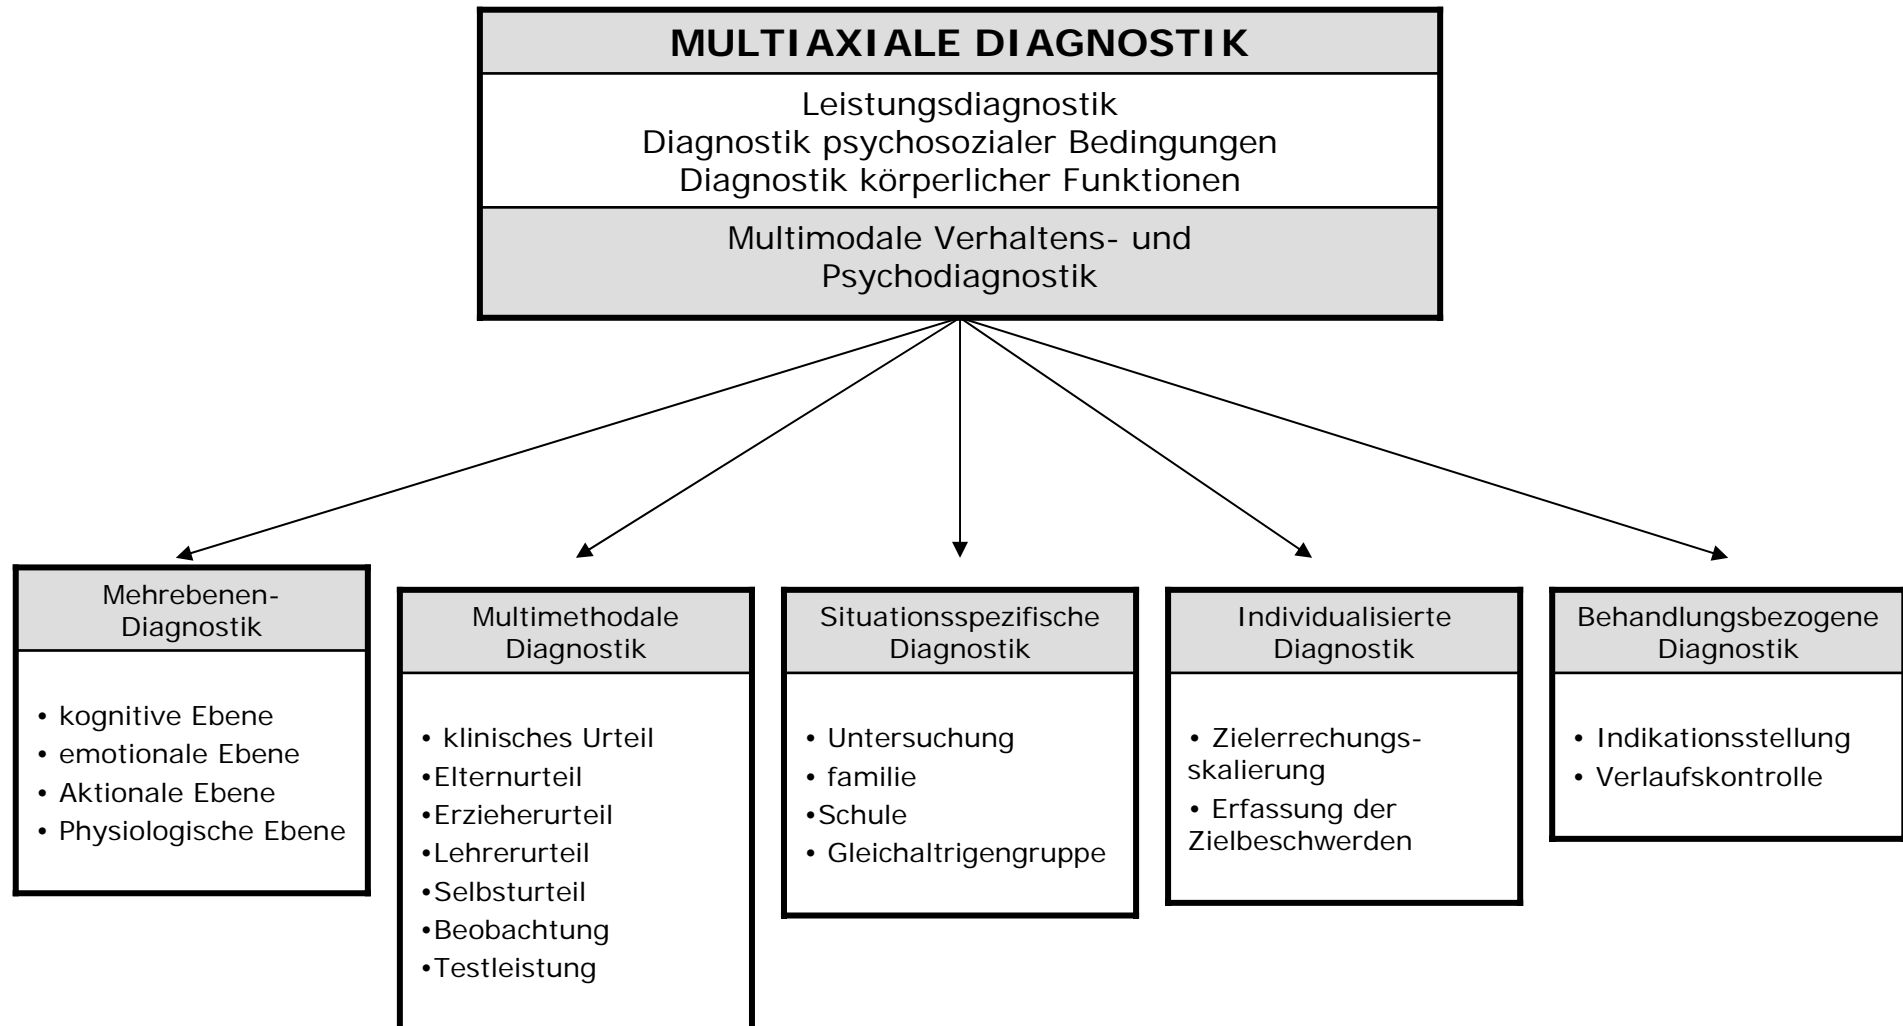 MULTIAXIALE DIAGNOSTIK
Leistungsdiagnostik
Diagnostik psychosozialer Bedingungen
Diagnostik körperlicher Funktionen
Multimodale Verhaltens- und
Psychodiagnostik
Mehrebenen-
Diagnostik
• kognitive Ebene
• emotionale Ebene
• Aktionale Ebene
• Physiologische Ebene
Multimethodale
Diagnostik
• klinisches Urteil
•Elternurteil
•Erzieherurteil
•Lehrerurteil
•Selbsturteil
•Beobachtung
•Testleistung
Situationsspezifische
Diagnostik
• Untersuchung
• familie
•Schule
• Gleichaltrigengruppe
Individualisierte
Diagnostik
• Zielerrechungs-
skalierung
• Erfassung der
Zielbeschwerden
Behandlungsbezogene
Diagnostik
• Indikationsstellung
• Verlaufskontrolle